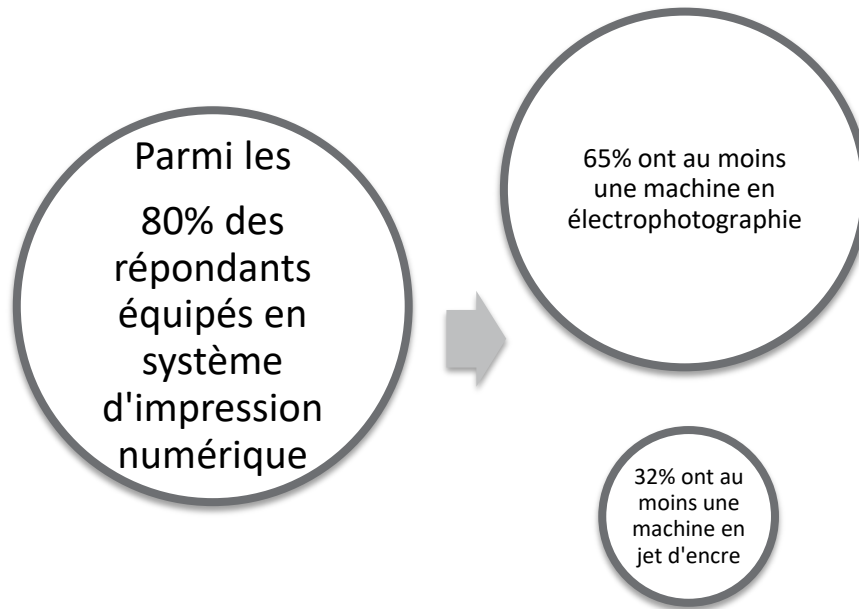 Parmi les
80% des
répondants
équipés en
système
d'impression
numérique
65% ont au moins
une machine en
électrophotographie
32% ont au
moins une
machine en
jet d'encre